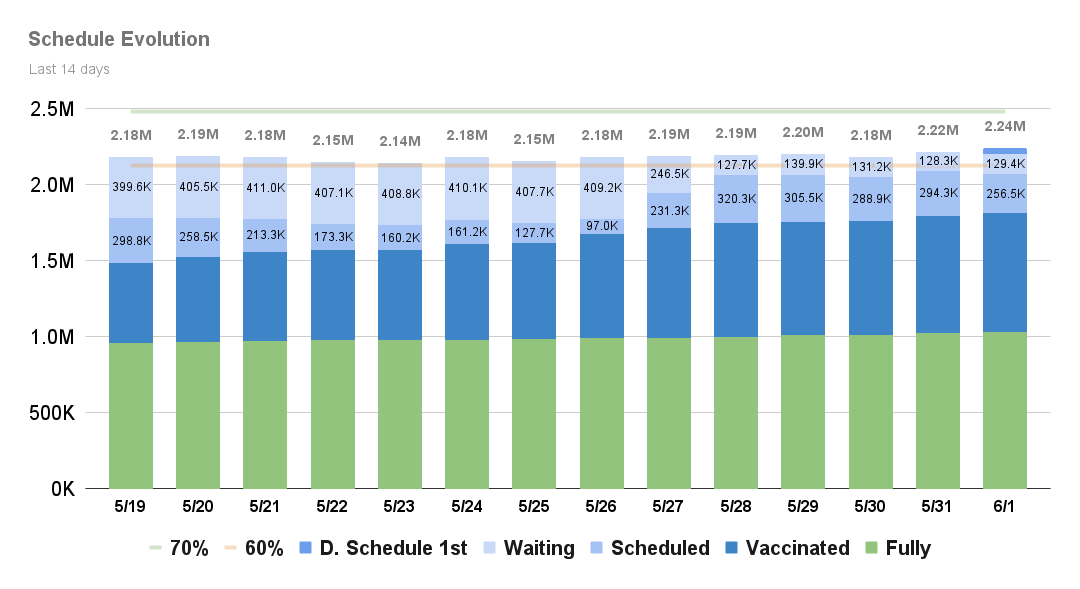 Schedule Evolution
Last 14 days
2.5M
2.18M 2.19M 2.18M 2.15M 2.14M 2.18M 2.15M 2.18M 2.19M 2.19M 2.20M 2.18M 2.22M 2.24M
399.6K 405.5K 411.0K 407.1K 408.8K 410.1K 407.7K 409.2K 246.5K 127.7K 139.9K 131.2K 128.3K 129.4K
2.0M
298.8K 258.5K 213.3K 173.3K 160.2K 161.2K 127.7K 97.0K 231.3K 320.3K 305.5K 288.9K 294.3K 256.5K
1.5M
1.0M
500K
0K
5/19 5/20 5/21 5/22 5/23 5/24 5/25 5/26 5/27 5/28 5/29 5/30 5/31 6/1
70% 60% D. Schedule 1st Waiting Scheduled Vaccinated Fully